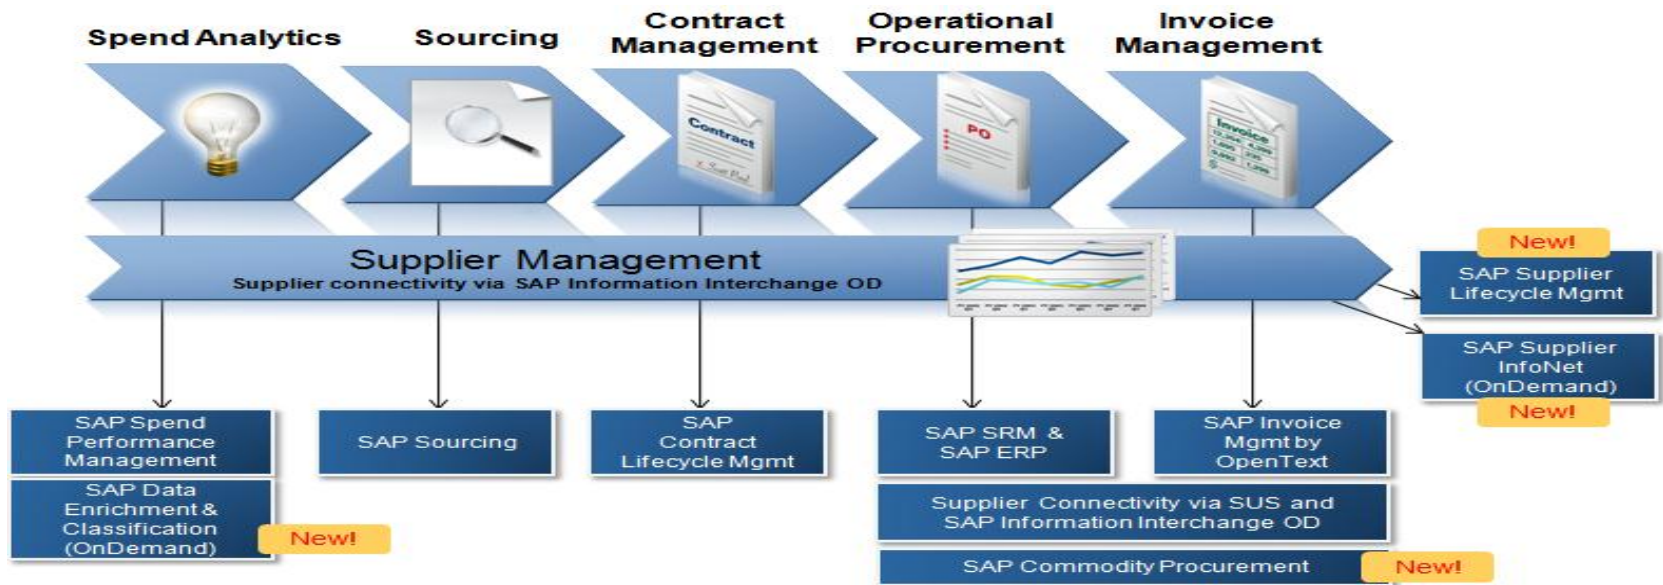 Spend Analytics
Sourcing
Contract
Management
Operational
Procurement
Invoice
Management
Contract
PO
Invoice
Supplier Management
Supplier connectivity via SAP Information Interchange OD
New!
SAP Supplier
Lifecycle Mgmt
SAP Supplier
InfoNet
(OnDemand)
New!
SAP Spend
Performance
Management
SAP Data
Enrichment &
Classification
(OnDemand)
New!
SAP Sourcing
SAP
Contract
Lifecycle Mgmt
SAP SRM &
SAP ERP
SAP Invoice
Mgmt by
OpenText
Supplier Connectivity via SUS and
SAP Information Interchange OD
SAP Commodity Procurement
New!